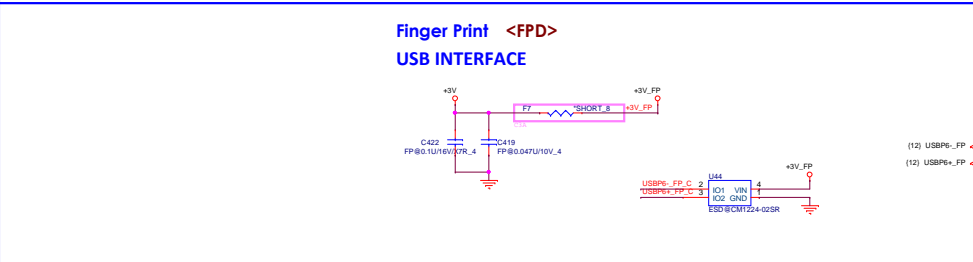 Finger Print <FPD>
USB INTERFACE
+3V
+3V_FP
F7
*SHORT_8
+3V_FP
C422
FP@0.1U/16V/X7R_4
C419
FP@0.047U/10V_4
(12) USBP6-_FP
(12) USBP6+_FP
+3V_FP
U44
USBP6-_FP_C 2 IO1 VIN 4
USBP6+_FP_C 3 IO2 GND 1
ESD@CM1224-02SR